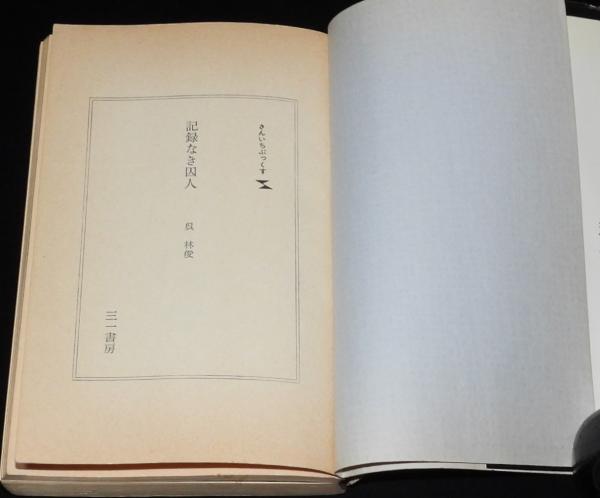 さんいちぶっくす
記録なき囚人
呉 林俊
三一書房